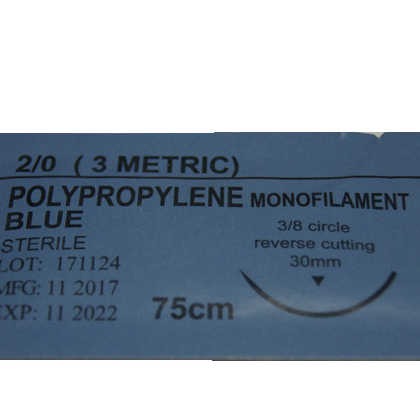 2/0 ( 3 METRIC)
POLYPROPYLENE MONOFILAMENT
BLUE
3/8 circle
STERILE
reverse cutting
LOT: 171124
30mm
MFG: 11 2017
EXP: 11 2022
75cm